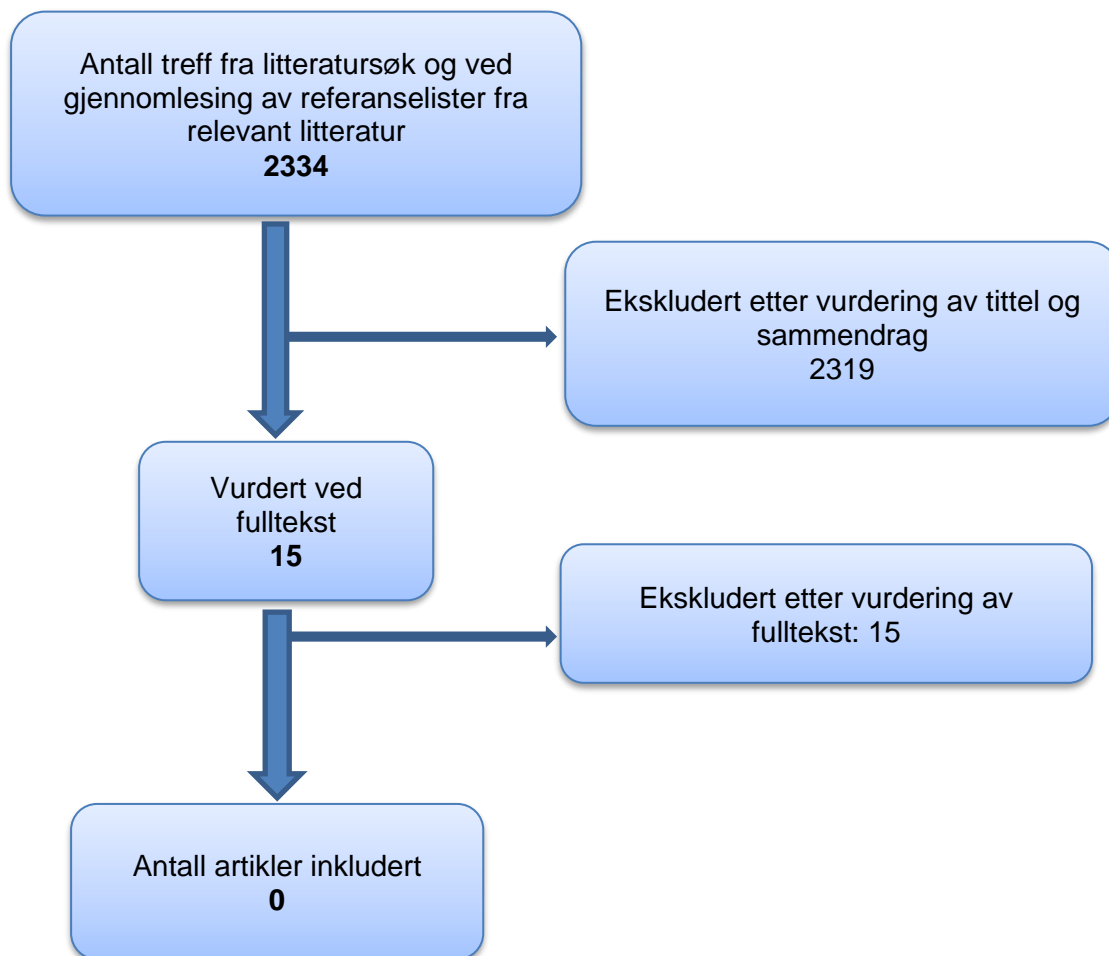 Antall treff fra litteratursøk og ved
gjennomlesing av referanselister fra
relevant litteratur
2334
Ekskludert etter vurdering av tittel og
sammendrag
2319
Vurdert ved
fulltekst
15
Ekskludert etter vurdering av
fulltekst: 15
Antall artikler inkludert
0